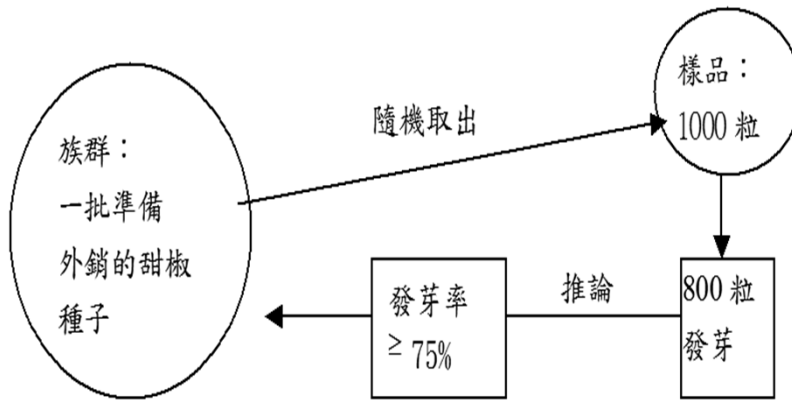 族群：
一批準備
外銷的甜椒
種子
隨機取出
樣品：
1000 粒
800 粒
發芽
推論
發芽率
≥ 75%